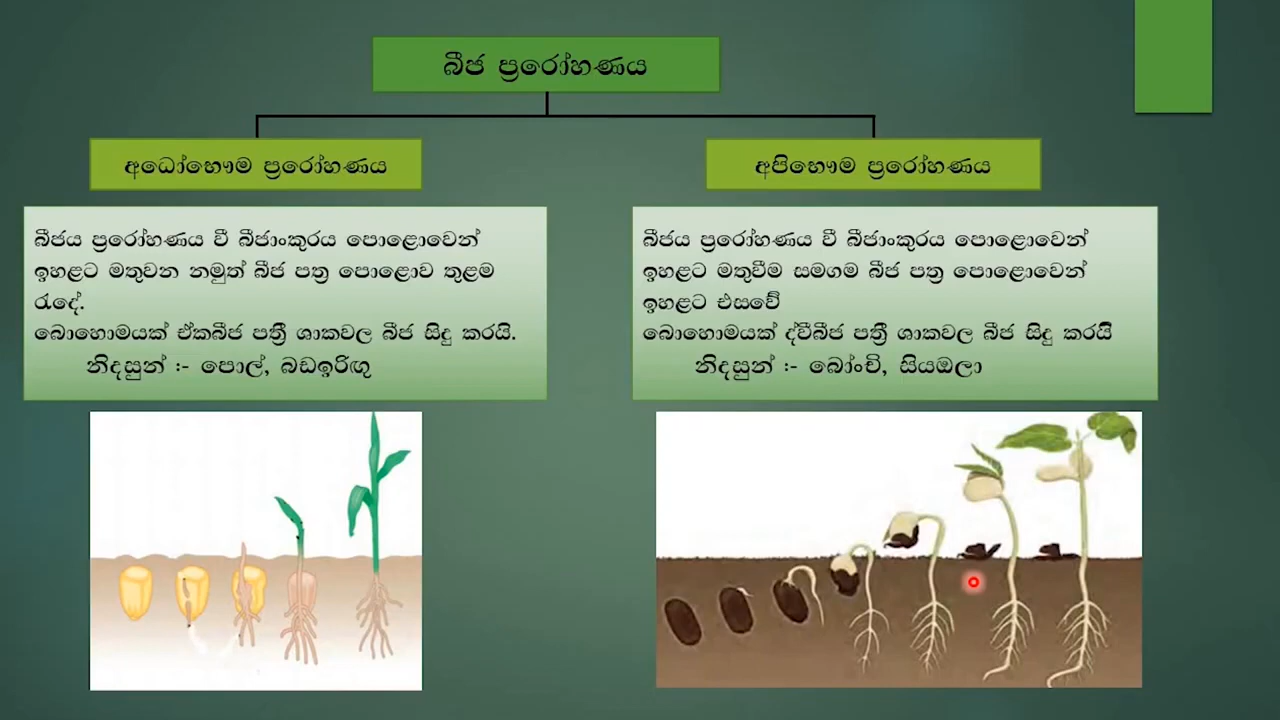 බීජ ප්‍රරෝහණය
අධෝභෞම ප්‍රරෝහණය
අපිභෞම ප්‍රරෝහණය
බීජය ප්‍රරෝහණය වී බීජාංකුරය පොළොවෙන්
ඉහළට මතුවන නමුත් බීජ පත්‍ර පොළොව තුළම
රැඳේ.
බොහොමයක් ඒකබීජ පත්‍රී ශාකවල බීජ සිදු කරයි.
නිදසුන් :- පොල්, බඩඉරිඟු
බීජය ප්‍රරෝහණය වී බීජාංකුරය පොළොවෙන්
ඉහළට මතුවීම සමගම බීජ පත්‍ර පොළොවෙන්
ඉහළට එසවේ
බොහොමයක් ද්වීබීජ පත්‍රී ශාකවල බීජ සිදු කරයි
නිදසුන් :- බෝංචි, සියඹලා